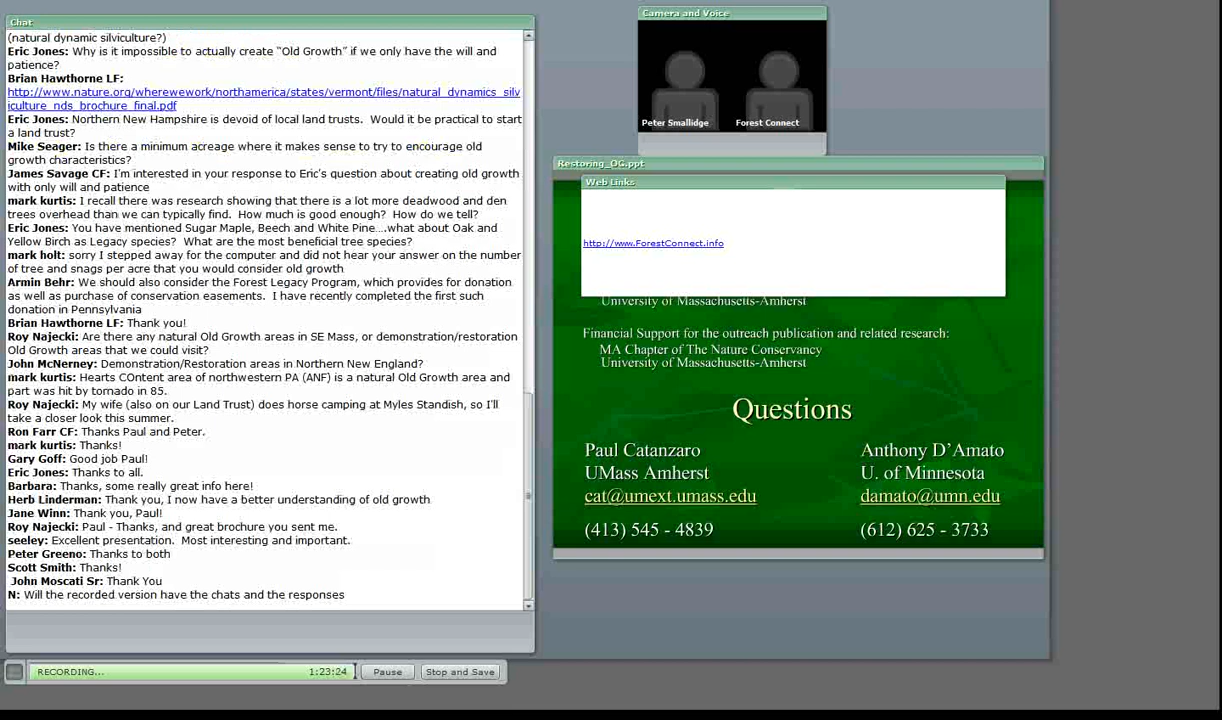 Chat
(natural dynamic silviculture?)
Eric Jones: Why is it impossible to actually create "Old Growth" if we only have the will and
patience?
Brian Hawthorne LF:
http://www.nature.org/wherewework/northamerica/states/vermont/files/natural_dynamics_silv
iculture_nds_brochure_final.pdf
Eric Jones: Northern New Hampshire is devoid of local land trusts.  Would it be practical to start
a land trust?
Mike Seager: Is there a minimum acreage where it makes sense to try to encourage old
growth characteristics?
James Savage CF: I'm interested in your response to Eric's question about creating old growth
with only will and patience
mark kurtis: I recall there was research showing that there is a lot more deadwood and den
trees overhead than we can typically find.  How much is good enough?  How do we tell?
Eric Jones: You have mentioned Sugar Maple, Beech and White Pine....what about Oak and
Yellow Birch as Legacy species?  What are the most beneficial tree species?
mark holt: sorry I stepped away for the computer and did not hear your answer on the number
of tree and snags per acre that you would consider old growth
Armin Behr: We should also consider the Forest Legacy Program, which provides for donation
as well as purchase of conservation easements.  I have recently completed the first such
donation in Pennsylvania
Brian Hawthorne LF: Thank you!
Roy Najecki: Are there any natural Old Growth areas in SE Mass, or demonstration/restoration
Old Growth areas that we could visit?
John McNerney: Demonstration/Restoration areas in Northern New England?
mark kurtis: Hearts COntent area of northwestern PA (ANF) is a natural Old Growth area and
part was hit by tornado in 85.
Roy Najecki: My wife (also on our Land Trust) does horse camping at Myles Standish, so I'll
take a closer look this summer.
Ron Farr CF: Thanks Paul and Peter.
mark kurtis: Thanks!
Gary Goff: Good job Paul!
Eric Jones: Thanks to all.
Barbara: Thanks, some really great info here!
Herb Linderman: Thank you, I now have a better understanding of old growth
Jane Winn: Thank you, Paul!
Roy Najecki: Paul - Thanks, and great brochure you sent me.
seeley: Excellent presentation.  Most interesting and important.
Peter Greeno: Thanks to both
Scott Smith: Thanks!
John Moscati Sr: Thank You
N: Will the recorded version have the chats and the responses
RECORDING...
1:23:24
Pause
Stop and Save
Camera and Voice
Peter Smallidge
Forest Connect
Restoring_OG.ppt
Web Links
http://www.ForestConnect.info
University of Massachusetts-Amherst
Financial Support for the outreach publication and related research:
MA Chapter of The Nature Conservancy
University of Massachusetts-Amherst
Questions
Paul Catanzaro
UMass Amherst
cat@umext.umass.edu
(413) 545 - 4839
Anthony D'Amato
U. of Minnesota
damato@umn.edu
(612) 625 - 3733